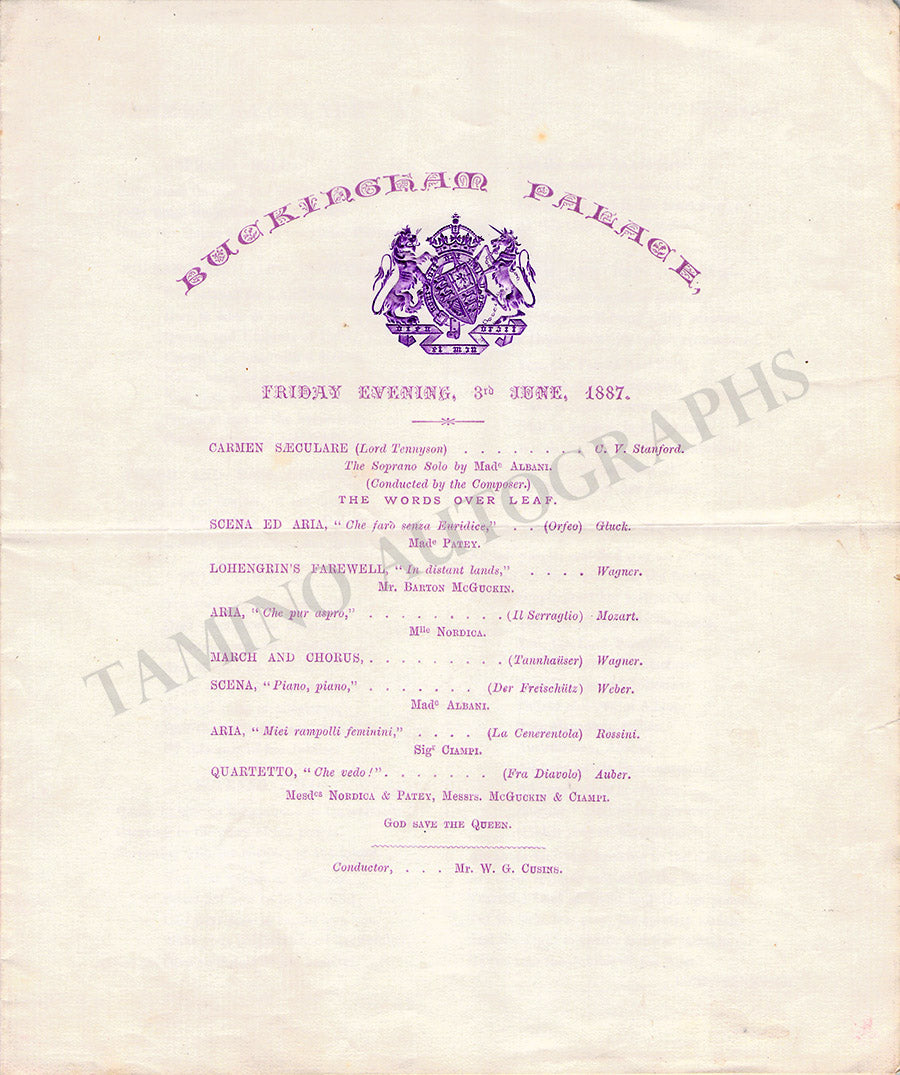 BUCKINGHAM PALACE,
DIEU DROIT
ET MON
FRIDAY EVENING, 3rd JUNE, 1887.
CARMEN SÆCULARE (Lord Tennyson) . . . . . . . C. V. Stanford.
The Soprano Solo by Made ALBANI.
(Conducted by the Composer.)
THE WORDS OVER LEAF.
SCENA ED ARIA, "Che farò senza Euridice," . . (Orfeo) Gluck.
Made PATEY.
LOHENGRIN'S FAREWELL, "In distant lands," . . . . Wagner.
Mr. BARTON MCGUCKIN.
ARIA, "Che pur aspro," . . . . . . . . . (Il Serraglio) Mozart.
Mlle NORDICA.
MARCH AND CHORUS, . . . . . . . . . (Tannhaüser) Wagner.
SCENA, "Piano, piano," . . . . . . . (Der Freischütz) Weber.
Made ALBANI.
ARIA, "Miei rampolli feminini," . . . . (La Cenerentola) Rossini.
Sigr CIAMPI.
QUARTETTO, "Che vedo!" . . . . . . . (Fra Diavolo) Auber.
Mesdes NORDICA & PATEY, Messrs. MCGUCKIN & CIAMPI.
GOD SAVE THE QUEEN.
Conductor, . . . Mr. W. G. CUSINS.
TAMINO AUTOGRAPHS